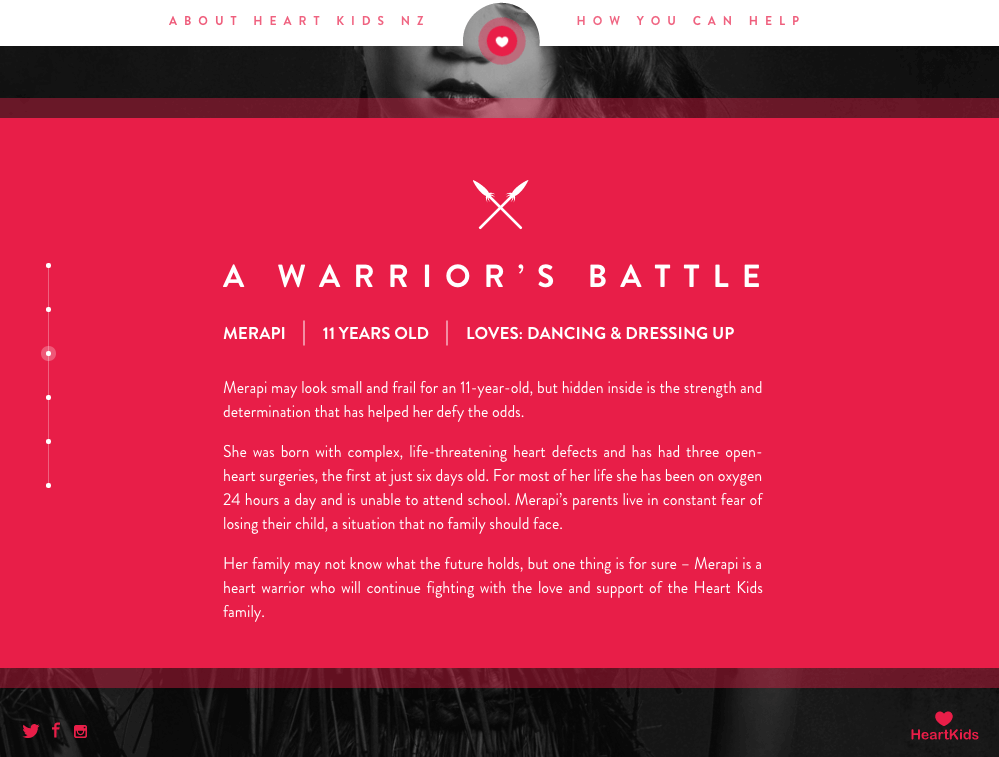 ABOUT HEART KIDS NZ
HOW YOU CAN HELP
A WARRIOR’S BATTLE
MERAPI | 11 YEARS OLD | LOVES: DANCING & DRESSING UP
Merapi may look small and frail for an 11-year-old, but hidden inside is the strength and
determination that has helped her defy the odds.
She was born with complex, life-threatening heart defects and has had three open-
heart surgeries, the first at just six days old. For most of her life she has been on oxygen
24 hours a day and is unable to attend school. Merapi’s parents live in constant fear of
losing their child, a situation that no family should face.
Her family may not know what the future holds, but one thing is for sure – Merapi is a
heart warrior who will continue fighting with the love and support of the Heart Kids
family.
HeartKids